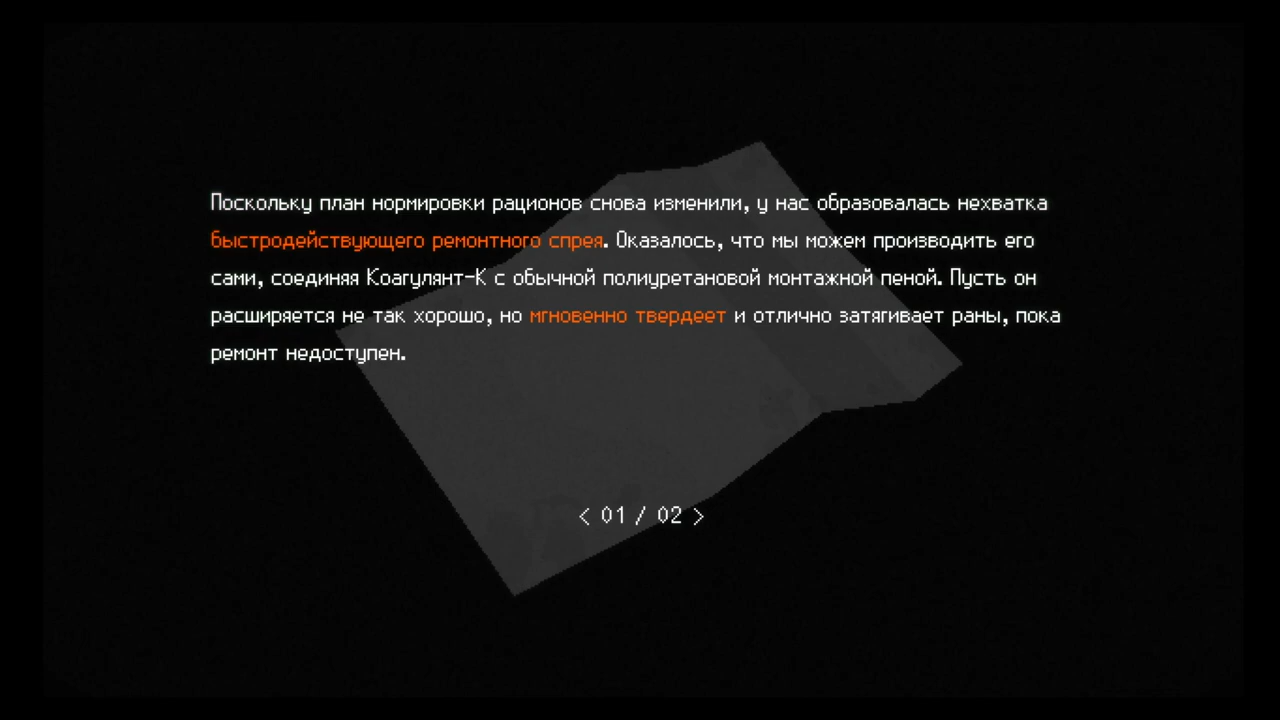 Поскольку план нормировки рационов снова изменили, у нас образовалась нехватка
быстродействующего ремонтного спрея. Оказалось, что мы можем производить его
сами, соединяя Коагулянт-К с обычной полиуретановой монтажной пеной. Пусть он
расширяется не так хорошо, но мгновенно твердеет и отлично затягивает раны, пока
ремонт недоступен.
< 01 / 02 >